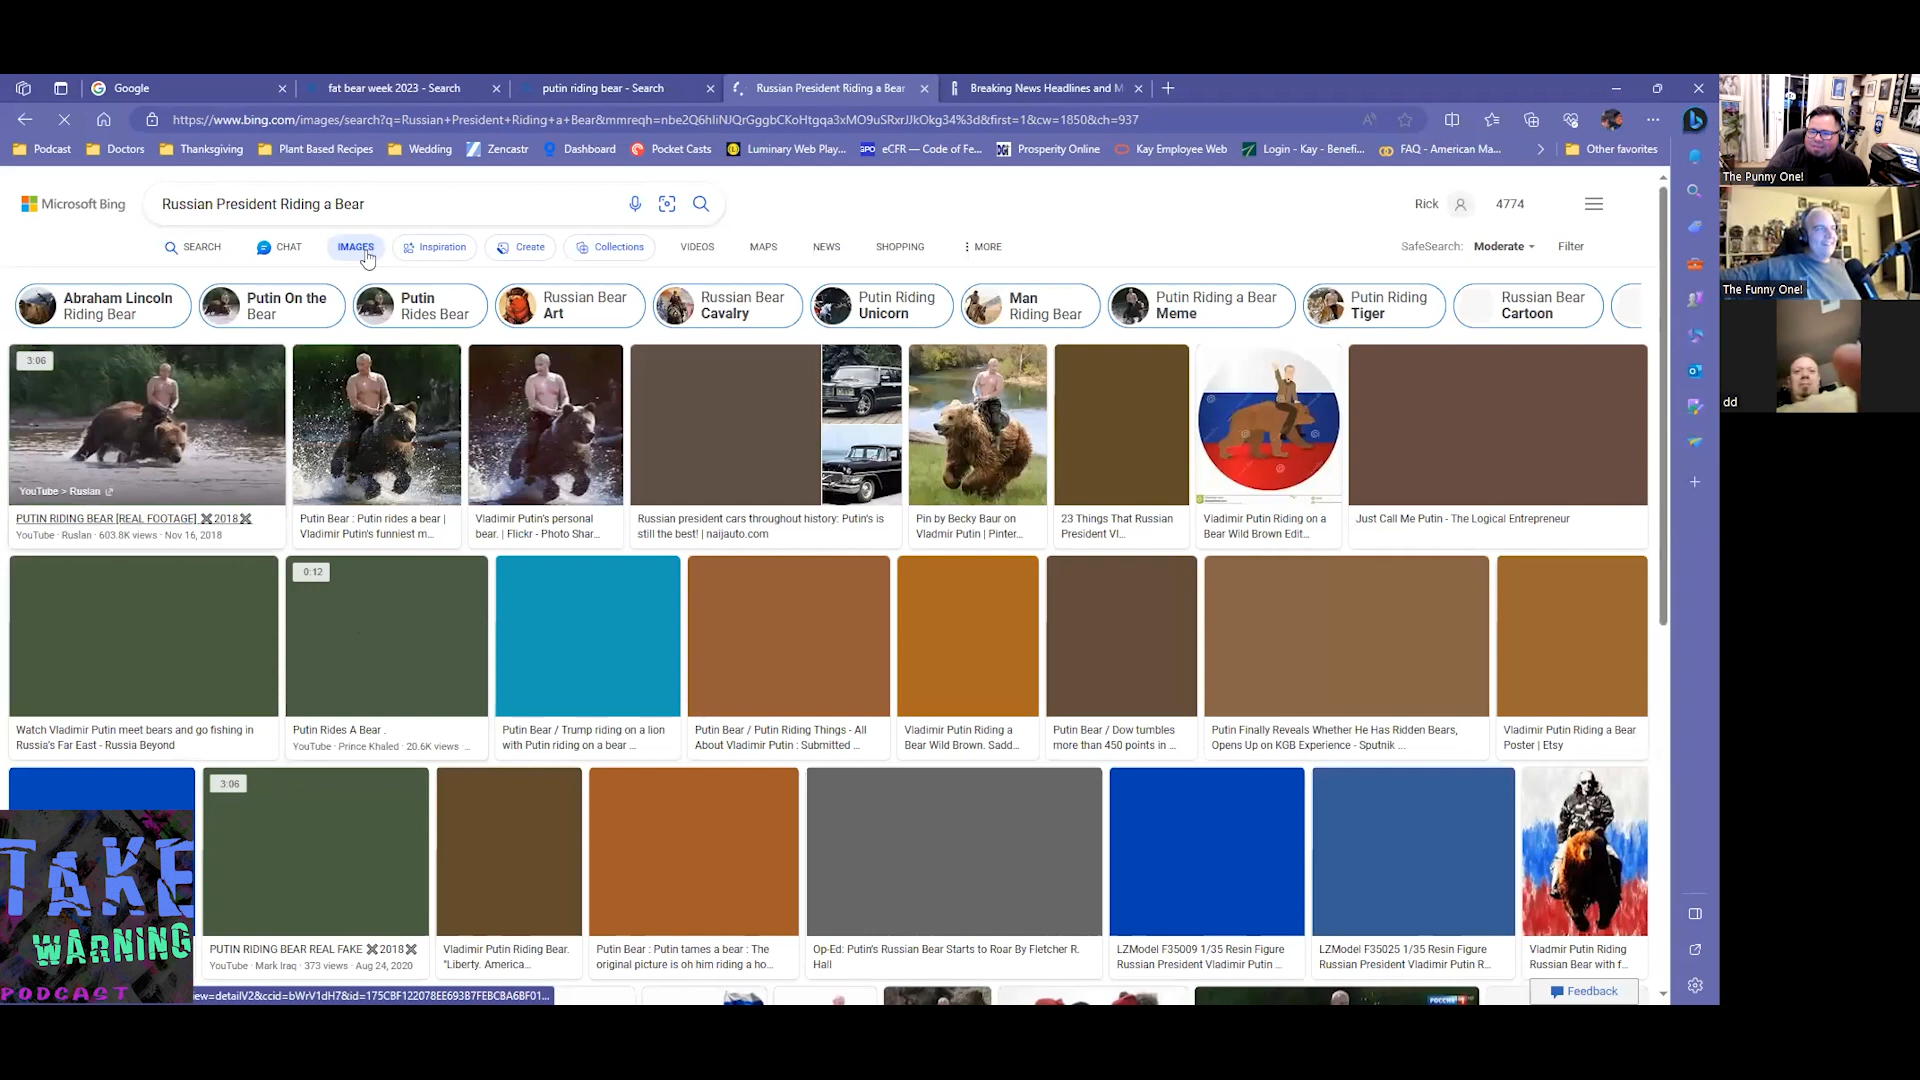 Google
fat bear week 2023 - Search
putin riding bear - Search
Russian President Riding a Bear
Breaking News Headlines and M
https://www.bing.com/images/search?q=Russian+President+Riding+a+Bear&mmreqh=nbe2Q6hIiNJQrGggbCKoHtgqa3xMO9uSRxrJJkOkg34%3d&first=1&cw=1850&ch=937
Podcast
Doctors
Thanksgiving
Plant Based Recipes
Wedding
Zencastr
Dashboard
Pocket Casts
Luminary Web Play...
eCFR — Code of Fe...
Prosperity Online
Kay Employee Web
Login - Kay - Benefi...
FAQ - American Ma...
Other favorites
The Punny One!
Microsoft Bing
Russian President Riding a Bear
Rick
4774
SEARCH
CHAT
IMAGES
Inspiration
Create
Collections
VIDEOS
MAPS
NEWS
SHOPPING
MORE
SafeSearch: Moderate
Filter
The Funny One!
Abraham Lincoln
Riding Bear
Putin On the
Bear
Putin
Rides Bear
Russian Bear
Art
Russian Bear
Cavalry
Putin Riding
Unicorn
Man
Riding Bear
Putin Riding a Bear
Meme
Putin Riding
Tiger
Russian Bear
Cartoon
dd
3:06
YouTube > Ruslan
PUTIN RIDING BEAR [REAL FOOTAGE] ❌2018❌
YouTube · Ruslan · 603.8K views · Nov 16, 2018
Putin Bear : Putin rides a bear |
Vladimir Putin's funniest m...
Vladimir Putin's personal
bear. | Flickr - Photo Shar...
Russian president cars throughout history: Putin's is
still the best! | naijauto.com
Pin by Becky Baur on
Vladmir Putin | Pinter...
23 Things That Russian
President Vl...
Vladimir Putin Riding on a
Bear Wild Brown Edit...
Just Call Me Putin - The Logical Entrepreneur
0:12
Watch Vladimir Putin meet bears and go fishing in
Russia's Far East - Russia Beyond
Putin Rides A Bear .
YouTube · Prince Khaled · 20.6K views · ...
Putin Bear / Trump riding on a lion
with Putin riding on a bear ...
Putin Bear / Putin Riding Things - All
About Vladimir Putin : Submitted ...
Vladimir Putin Riding a
Bear Wild Brown. Sadd...
Putin Bear / Dow tumbles
more than 450 points in ...
Putin Finally Reveals Whether He Has Ridden Bears,
Opens Up on KGB Experience - Sputnik ...
Vladimir Putin Riding a Bear
Poster | Etsy
3:06
PUTIN RIDING BEAR REAL FAKE ❌2018❌
YouTube · Mark Iraq · 373 views · Aug 24, 2020
Vladimir Putin Riding Bear.
"Liberty. America...
Putin Bear : Putin tames a bear : The
original picture is oh him riding a ho...
Op-Ed: Putin's Russian Bear Starts to Roar By Fletcher R.
Hall
LZModel F35009 1/35 Resin Figure
Russian President Vladimir Putin ...
LZModel F35025 1/35 Resin Figure
Russian President Vladimir Putin R...
Vladmir Putin Riding
Russian Bear with f...
TAKE
WARNING
PODCAST
iew=detailV2&ccid=bWrV1dH7&id=175CBF122078EE693B7FEBCBA6BF01...
РОССИЯ 1
Feedback